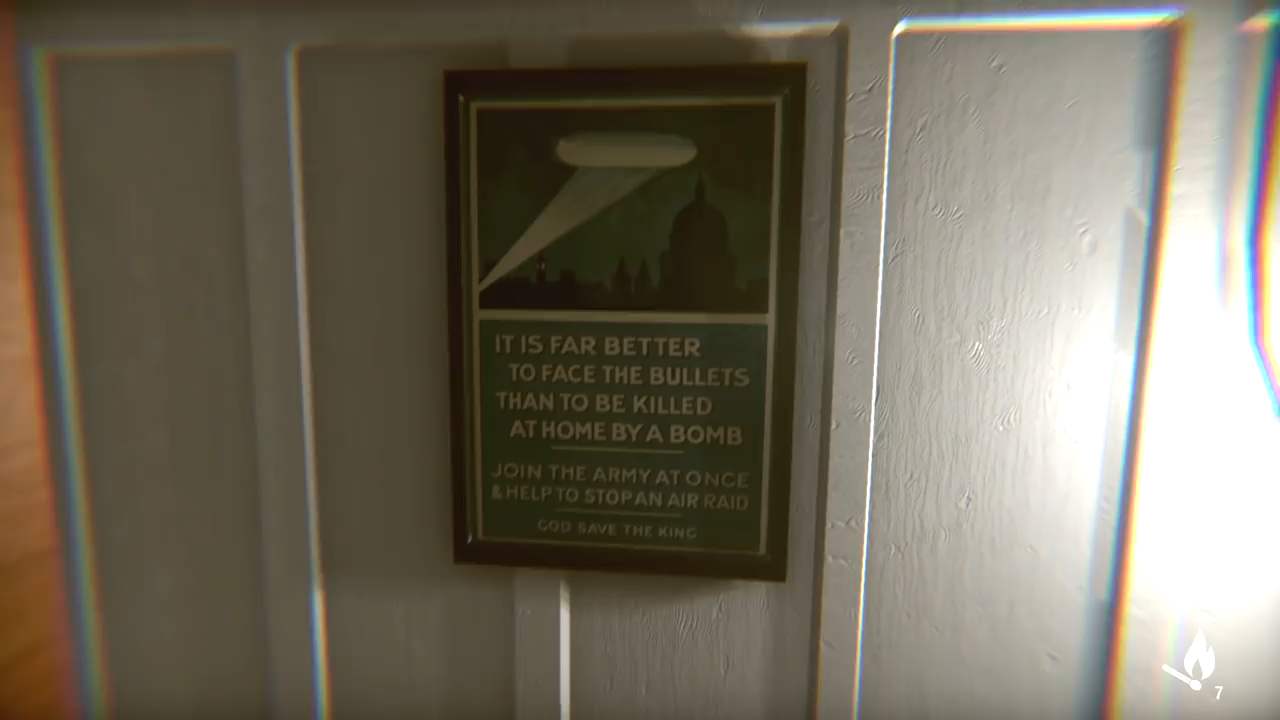 IT IS FAR BETTER
TO FACE THE BULLETS
THAN TO BE KILLED
AT HOME BY A BOMB
JOIN THE ARMY AT ONCE
& HELP TO STOP AN AIR RAID
GOD SAVE THE KING
7